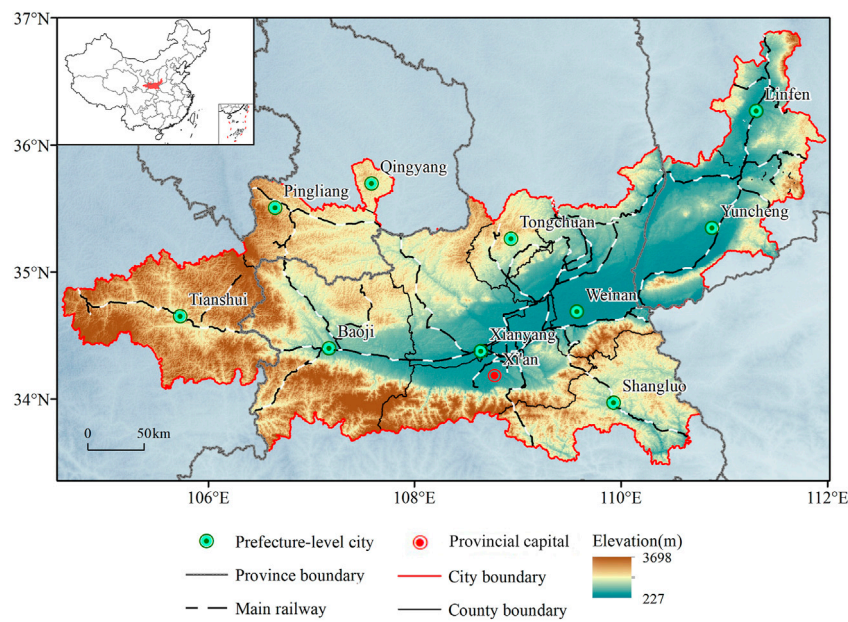 37°N
36°N
35°N
34°N
Linfen
Qingyang
Pingliang
Tongchuan
Yuncheng
Tianshui
Weinan
Baoji
Xianyang
Xi'an
Shangluo
0 50km
106°E 108°E 110°E 112°E
Prefecture-level city
Provincial capital
Elevation(m)
Province boundary
City boundary
3698
Main railway
County boundary
227